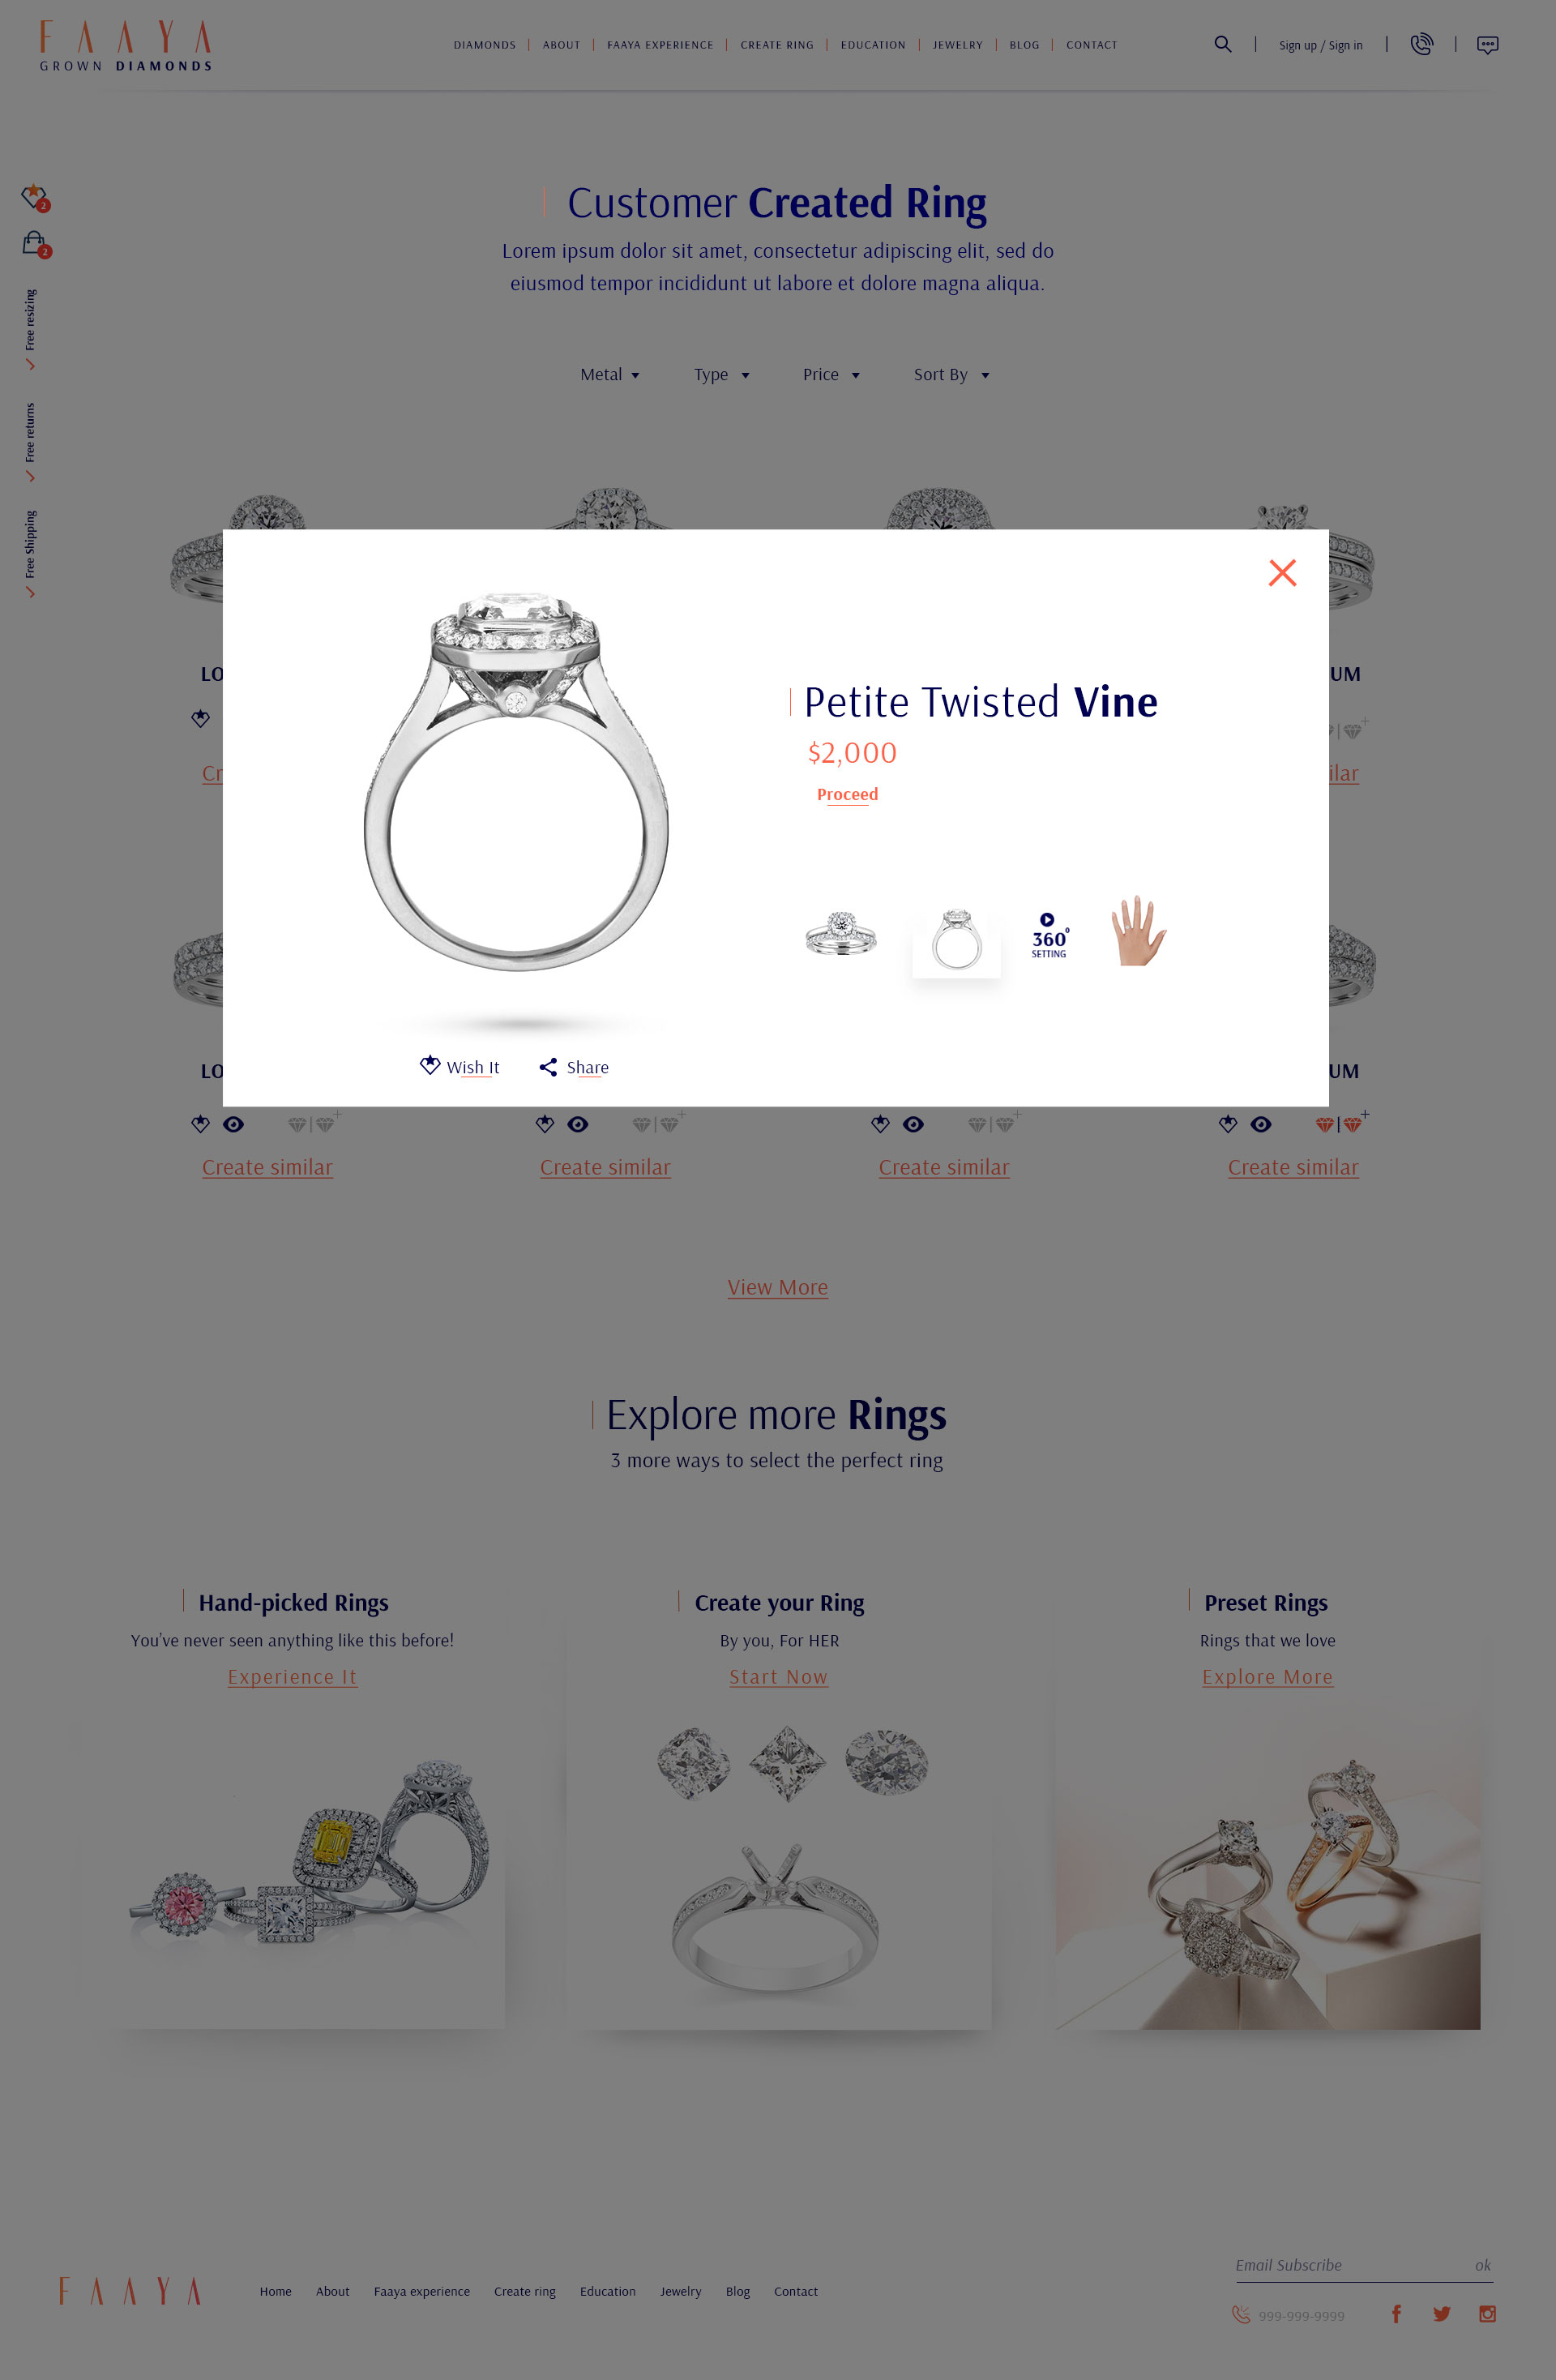 FAAYA
GROWN DIAMONDS
DIAMONDS | ABOUT | FAAYA EXPERIENCE | CREATE RING | EDUCATION | JEWELRY | BLOG | CONTACT
Sign up / Sign in
2
2
Free resizing
Free returns
Free Shipping
Customer Created Ring
Lorem ipsum dolor sit amet, consectetur adipiscing elit, sed do
eiusmod tempor incididunt ut labore et dolore magna aliqua.
Metal Type Price Sort By
Petite Twisted Vine
$2,000
Proceed
360°
SETTING
Wish It Share
Create similar Create similar Create similar Create similar
View More
Explore more Rings
3 more ways to select the perfect ring
Hand-picked Rings
You've never seen anything like this before!
Experience It
Create your Ring
By you, For HER
Start Now
Preset Rings
Rings that we love
Explore More
Email Subscribe ok
FAAYA
Home About Faaya experience Create ring Education Jewelry Blog Contact
999-999-9999